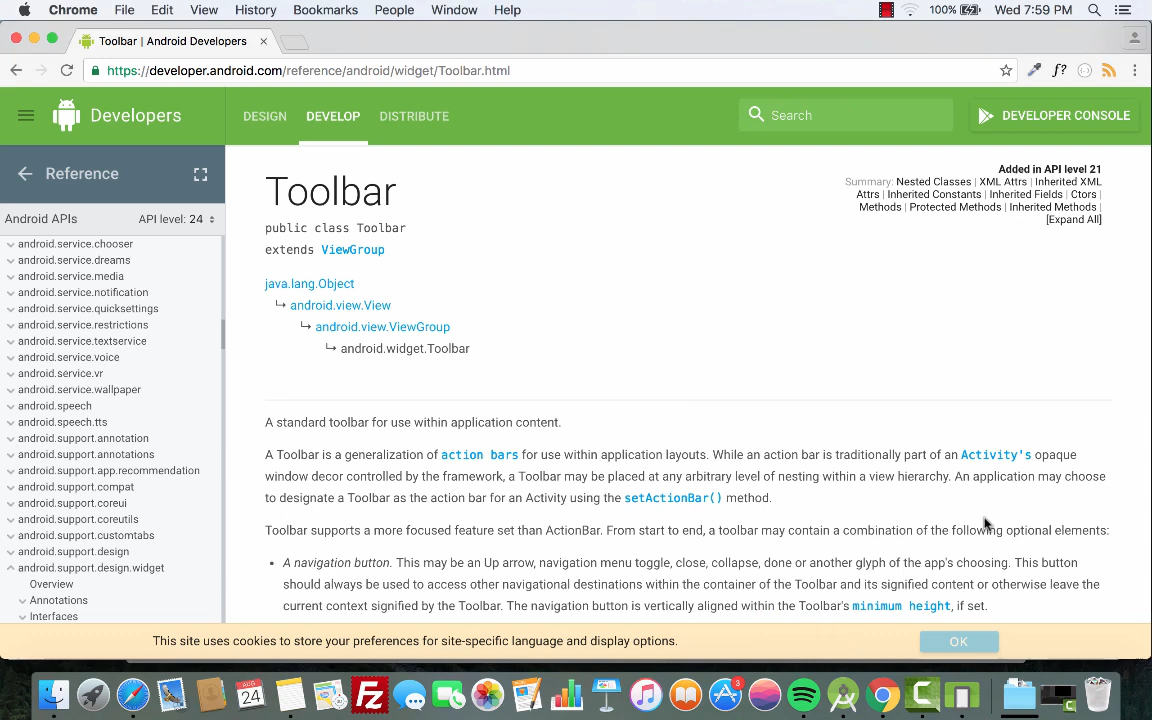 Chrome File Edit View History Bookmarks People Window Help 100% Wed 7:59 PM
Toolbar | Android Developers
https://developer.android.com/reference/android/widget/Toolbar.html f?
Developers DESIGN DEVELOP DISTRIBUTE Search DEVELOPER CONSOLE
Reference
Android APIs API level: 24
android.service.chooser
android.service.dreams
android.service.media
android.service.notification
android.service.quicksettings
android.service.restrictions
android.service.textservice
android.service.voice
android.service.vr
android.service.wallpaper
android.speech
android.speech.tts
android.support.annotation
android.support.annotations
android.support.app.recommendation
android.support.compat
android.support.coreui
android.support.coreutils
android.support.customtabs
android.support.design
android.support.design.widget
Overview
Annotations
Interfaces
Added in API level 21
Summary: Nested Classes | XML Attrs | Inherited XML
Attrs | Inherited Constants | Inherited Fields | Ctors |
Methods | Protected Methods | Inherited Methods |
[Expand All]
Toolbar
public class Toolbar
extends ViewGroup
java.lang.Object
↳ android.view.View
↳ android.view.ViewGroup
↳ android.widget.Toolbar
A standard toolbar for use within application content.
A Toolbar is a generalization of action bars for use within application layouts. While an action bar is traditionally part of an Activity's opaque
window decor controlled by the framework, a Toolbar may be placed at any arbitrary level of nesting within a view hierarchy. An application may choose
to designate a Toolbar as the action bar for an Activity using the setActionBar() method.
Toolbar supports a more focused feature set than ActionBar. From start to end, a toolbar may contain a combination of the following optional elements:
• A navigation button. This may be an Up arrow, navigation menu toggle, close, collapse, done or another glyph of the app's choosing. This button
should always be used to access other navigational destinations within the container of the Toolbar and its signified content or otherwise leave the
current context signified by the Toolbar. The navigation button is vertically aligned within the Toolbar's minimum height, if set.
This site uses cookies to store your preferences for site-specific language and display options. OK
AUG
24
Fz
3